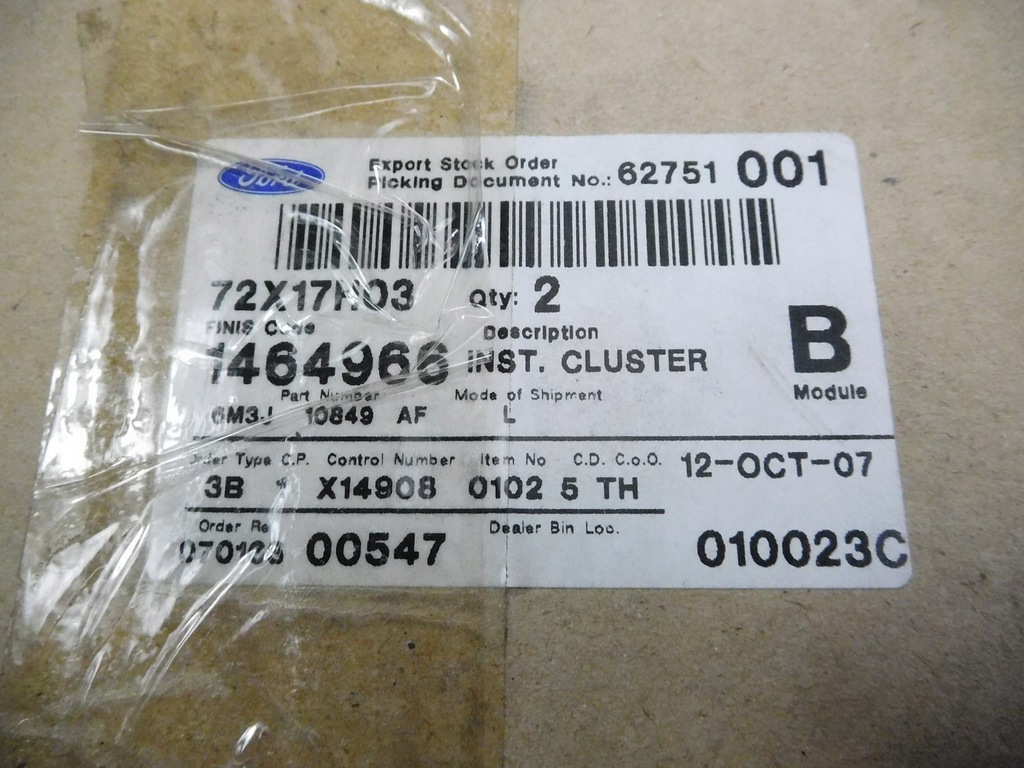 Ford Export Stock Order
Picking Document No.: 62751 001
72X17H03 Qty: 2
FINIS Code Description
1464966 INST. CLUSTER B
Part Number Mode of Shipment Module
6M3J 10849 AF L
Order Type C.P. Control Number Item No C.D. C.o.O. 12-OCT-07
3B 1 X14908 0102 5 TH
Order Re Dealer Bin Loc.
00547 010023C